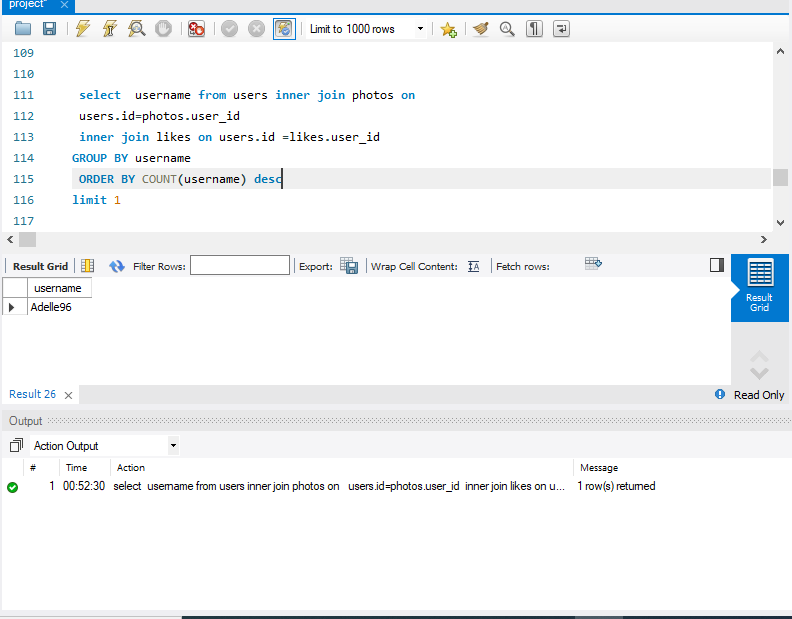 project*
Limit to 1000 rows
109
110
111 select username from users inner join photos on
112 users.id=photos.user_id
113 inner join likes on users.id =likes.user_id
114 GROUP BY username
115 ORDER BY COUNT(username) desc
116 limit 1
117
Result Grid Filter Rows: Export: Wrap Cell Content: IA Fetch rows:
username
Adelle96
Result
Grid
Result 26 Read Only
Output
Action Output
# Time Action Message
1 00:52:30 select username from users inner join photos on users.id=photos.user_id inner join likes on u... 1 row(s) returned